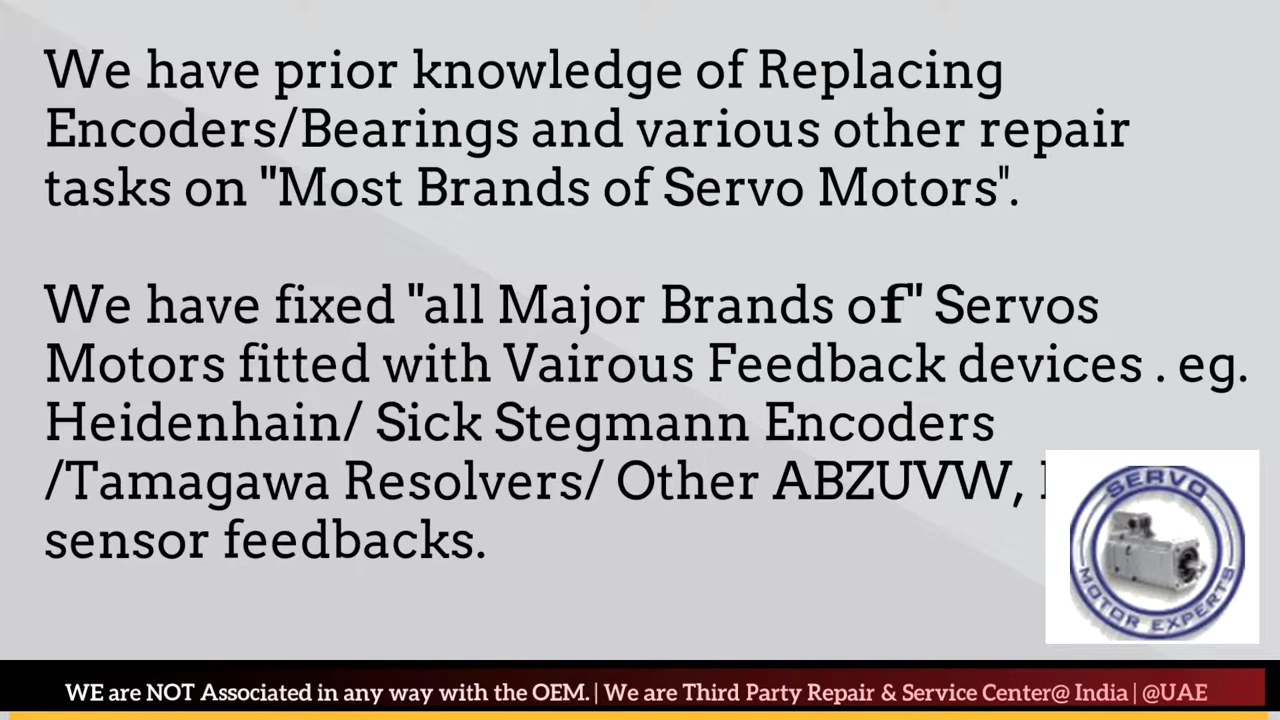 We have prior knowledge of Replacing
Encoders/Bearings and various other repair
tasks on "Most Brands of Servo Motors".
We have fixed "all Major Brands of" Servos
Motors fitted with Vairous Feedback devices . eg.
Heidenhain/ Sick Stegmann Encoders
/Tamagawa Resolvers/ Other ABZUVW,
sensor feedbacks.
SERVO
MOTOR EXPERTS
WE are NOT Associated in any way with the OEM. | We are Third Party Repair & Service Center@ India | @UAE